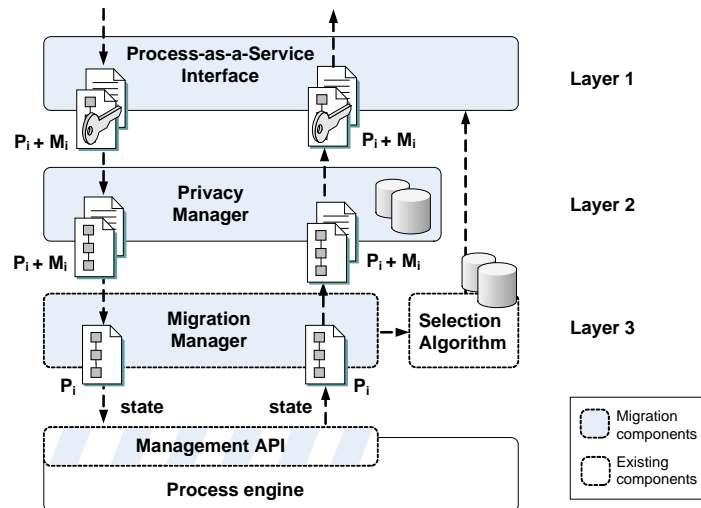 Process-as-a-Service
Interface
Layer 1
P_i + M_i
P_i + M_i
Privacy
Manager
Layer 2
P_i + M_i
P_i + M_i
Migration
Manager
Selection
Algorithm
Layer 3
P_i
P_i
state
state
Management API
Process engine
Migration
components
Existing
components